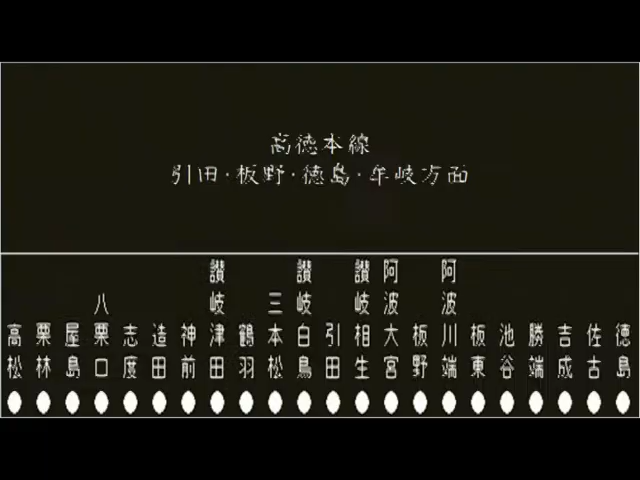 高徳本線
引田·板野·徳島·牟岐方面
高松
栗林
屋島
八栗口
志度
造田
神前
讃岐津田
鶴羽
三本松
讃岐白鳥
引田
讃岐相生
阿波大宮
板野
阿波川端
板東
池谷
勝端
吉成
佐古
徳島